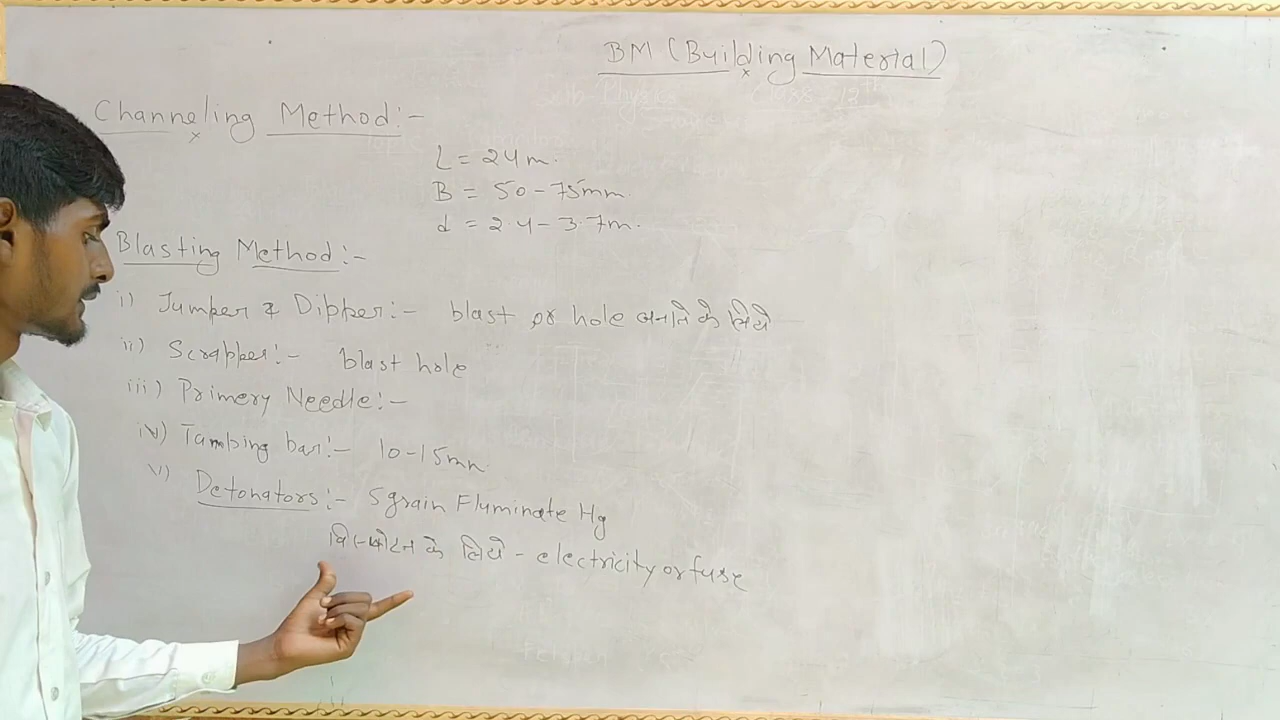 BM (Building Material)
Channeling Method:-
L = 24m.
B = 50-75mm
d = 2.4-3.7m.
Blasting Method:-
i) Jumper & Dipper:- blast or hole बनाने के लिये
ii) Scrapper:- blast hole
iii) Primery Needle:-
iv) Tambing bar:- 10-15mm
v) Detonators:- 5grain Fluminate Hg
विस्फोटन के लिये - electricity or fuse